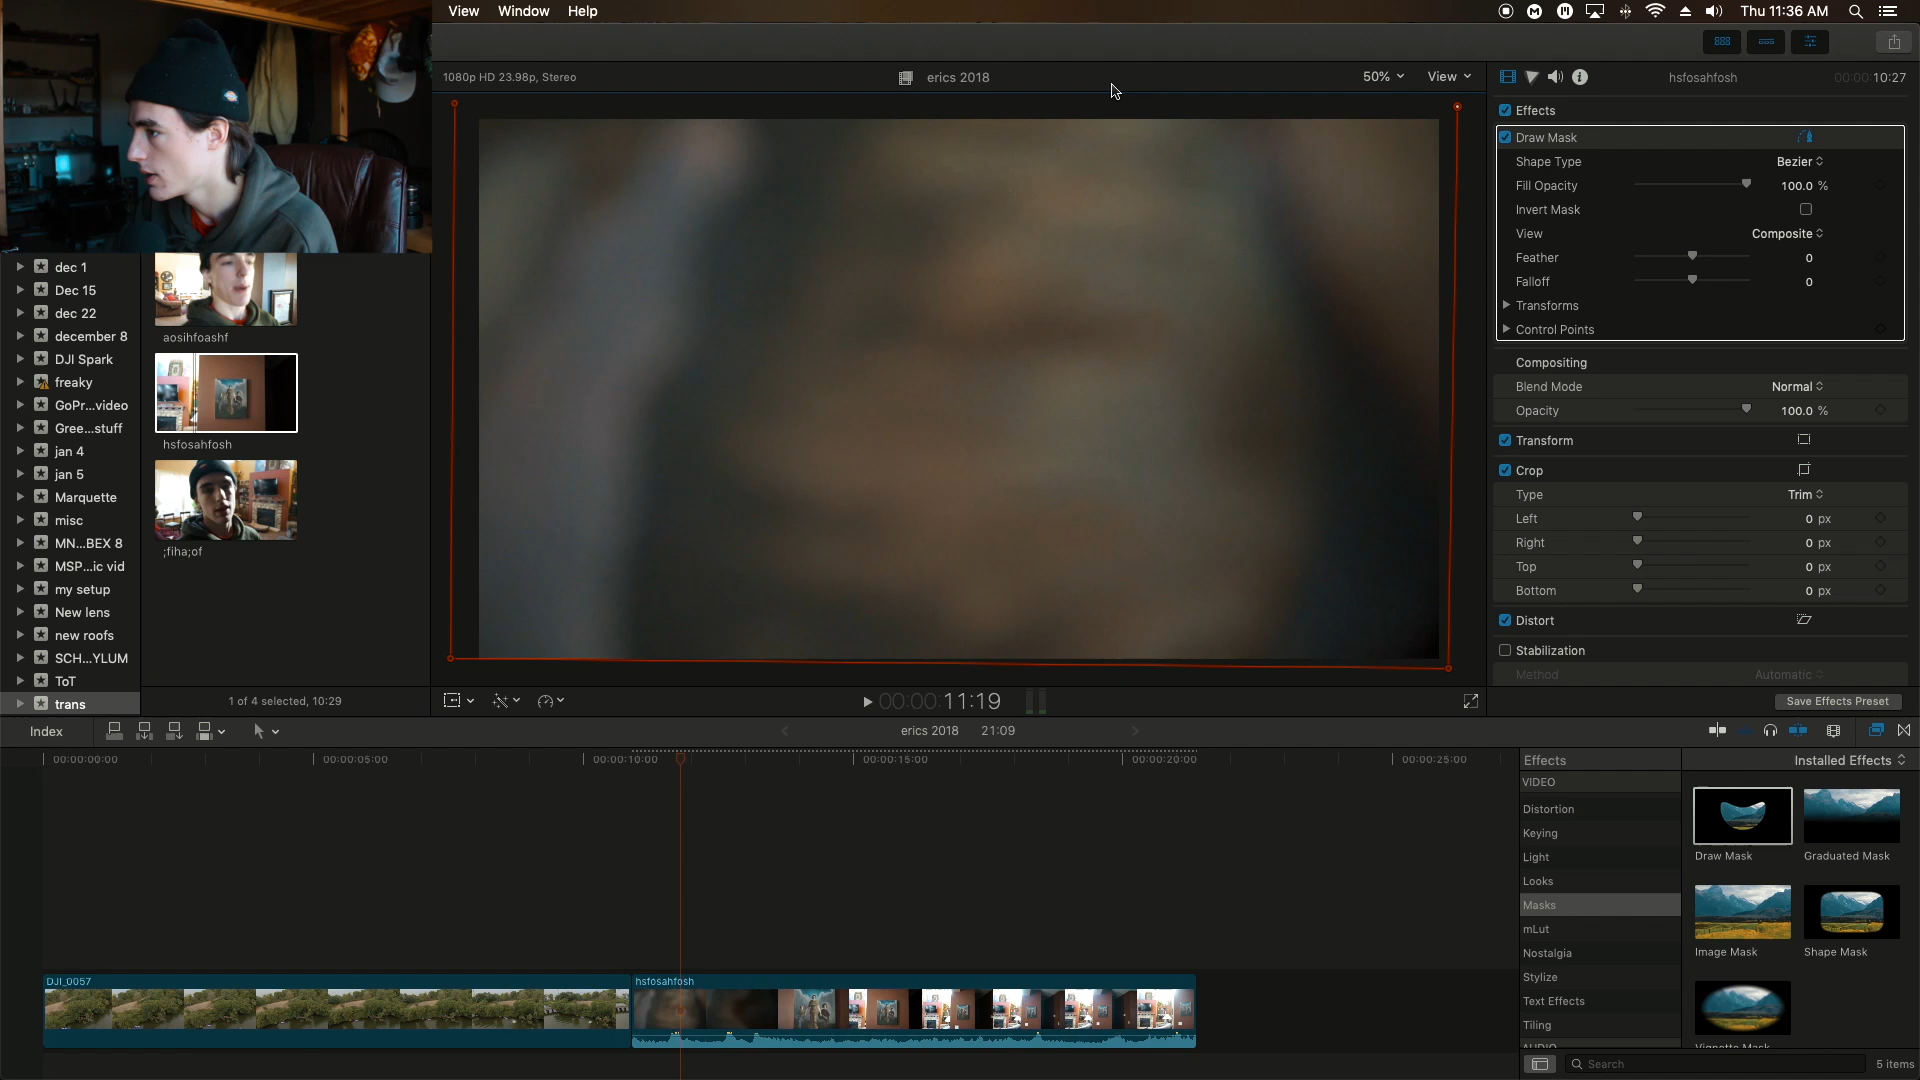 View Window Help
Thu 11:36 AM
1080p HD 23.98p, Stereo
erics 2018
50%
View
hsfosahfosh
00:00:10:27
Effects
Draw Mask
Shape Type
Bezier
Fill Opacity
100.0 %
Invert Mask
View
Composite
Feather
0
Falloff
0
Transforms
Control Points
Compositing
Blend Mode
Normal
Opacity
100.0 %
Transform
Crop
Type
Trim
Left
0 px
Right
0 px
Top
0 px
Bottom
0 px
Distort
Stabilization
Method
Automatic
Save Effects Preset
dec 1
Dec 15
dec 22
december 8
DJI Spark
freaky
GoPr...video
Gree...stuff
jan 4
jan 5
Marquette
misc
MN...BEX 8
MSP...ic vid
my setup
New lens
new roofs
SCH...YLUM
ToT
trans
aosihfoashf
hsfosahfosh
;fiha;of
1 of 4 selected, 10:29
00:00:11:19
Index
erics 2018
21:09
00:00:00:00
00:00:05:00
00:00:10:00
00:00:15:00
00:00:20:00
00:00:25:00
DJI_0057
hsfosahfosh
Effects
Installed Effects
VIDEO
Distortion
Keying
Light
Looks
Masks
mLut
Nostalgia
Stylize
Text Effects
Tiling
AUDIO
Draw Mask
Graduated Mask
Image Mask
Shape Mask
Vignette Mask
Search
5 items